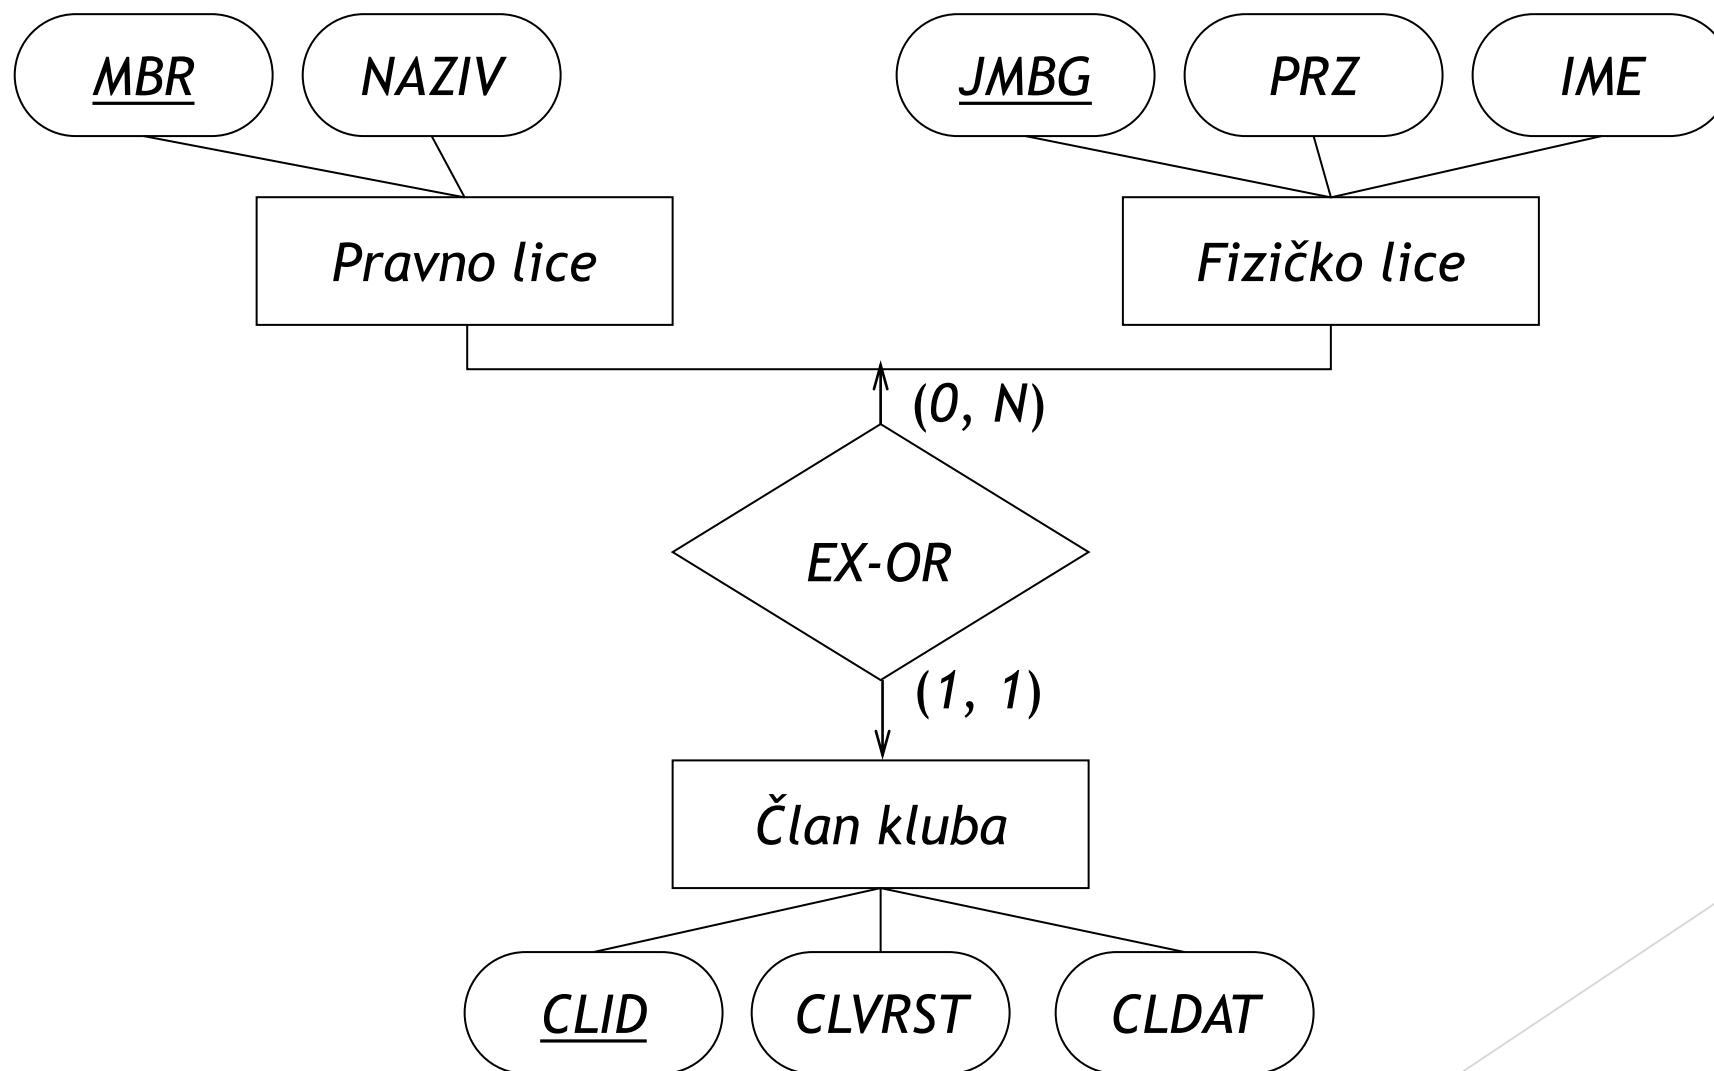 MBR
NAZIV
JMBG
PRZ
IME
Pravno lice
Fizičko lice
(0, N)
EX-OR
(1, 1)
Član kluba
CLID
CLVRST
CLDAT